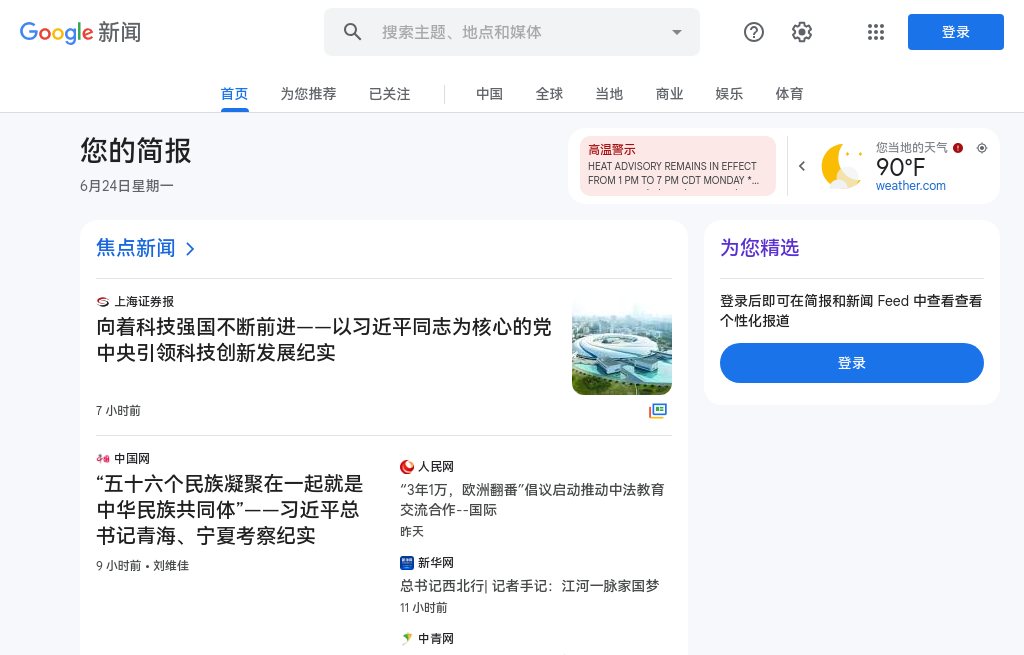 Google 新闻
搜索主题、地点和媒体
登录
首页
为您推荐
已关注
中国
全球
当地
商业
娱乐
体育
您的简报
6月24日星期一
高温警示
HEAT ADVISORY REMAINS IN EFFECT
FROM 1 PM TO 7 PM CDT MONDAY *…
您当地的天气
90°F
weather.com
焦点新闻
上海证券报
向着科技强国不断前进——以习近平同志为核心的党
中央引领科技创新发展纪实
7 小时前
中国网
“五十六个民族凝聚在一起就是
中华民族共同体”——习近平总
书记青海、宁夏考察纪实
9 小时前 • 刘维佳
人民网
“3年1万，欧洲翻番”倡议启动推动中法教育
交流合作--国际
昨天
新华网
总书记西北行| 记者手记：江河一脉家国梦
11 小时前
中青网
为您精选
登录后即可在简报和新闻 Feed 中查看查看
个性化报道
登录